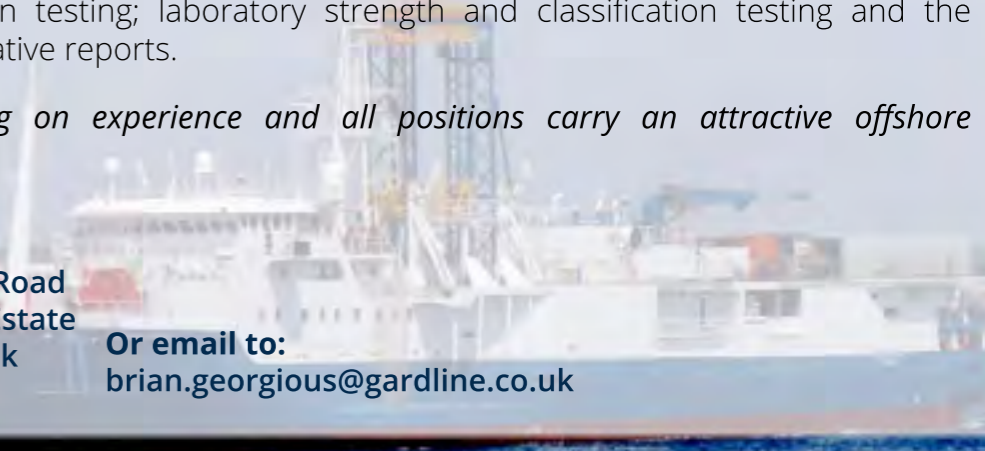 n testing; laboratory strength and classification testing and the
ative reports.
g on experience and all positions carry an attractive offshore
Road
state
k
Or email to:
brian.georgious@gardline.co.uk